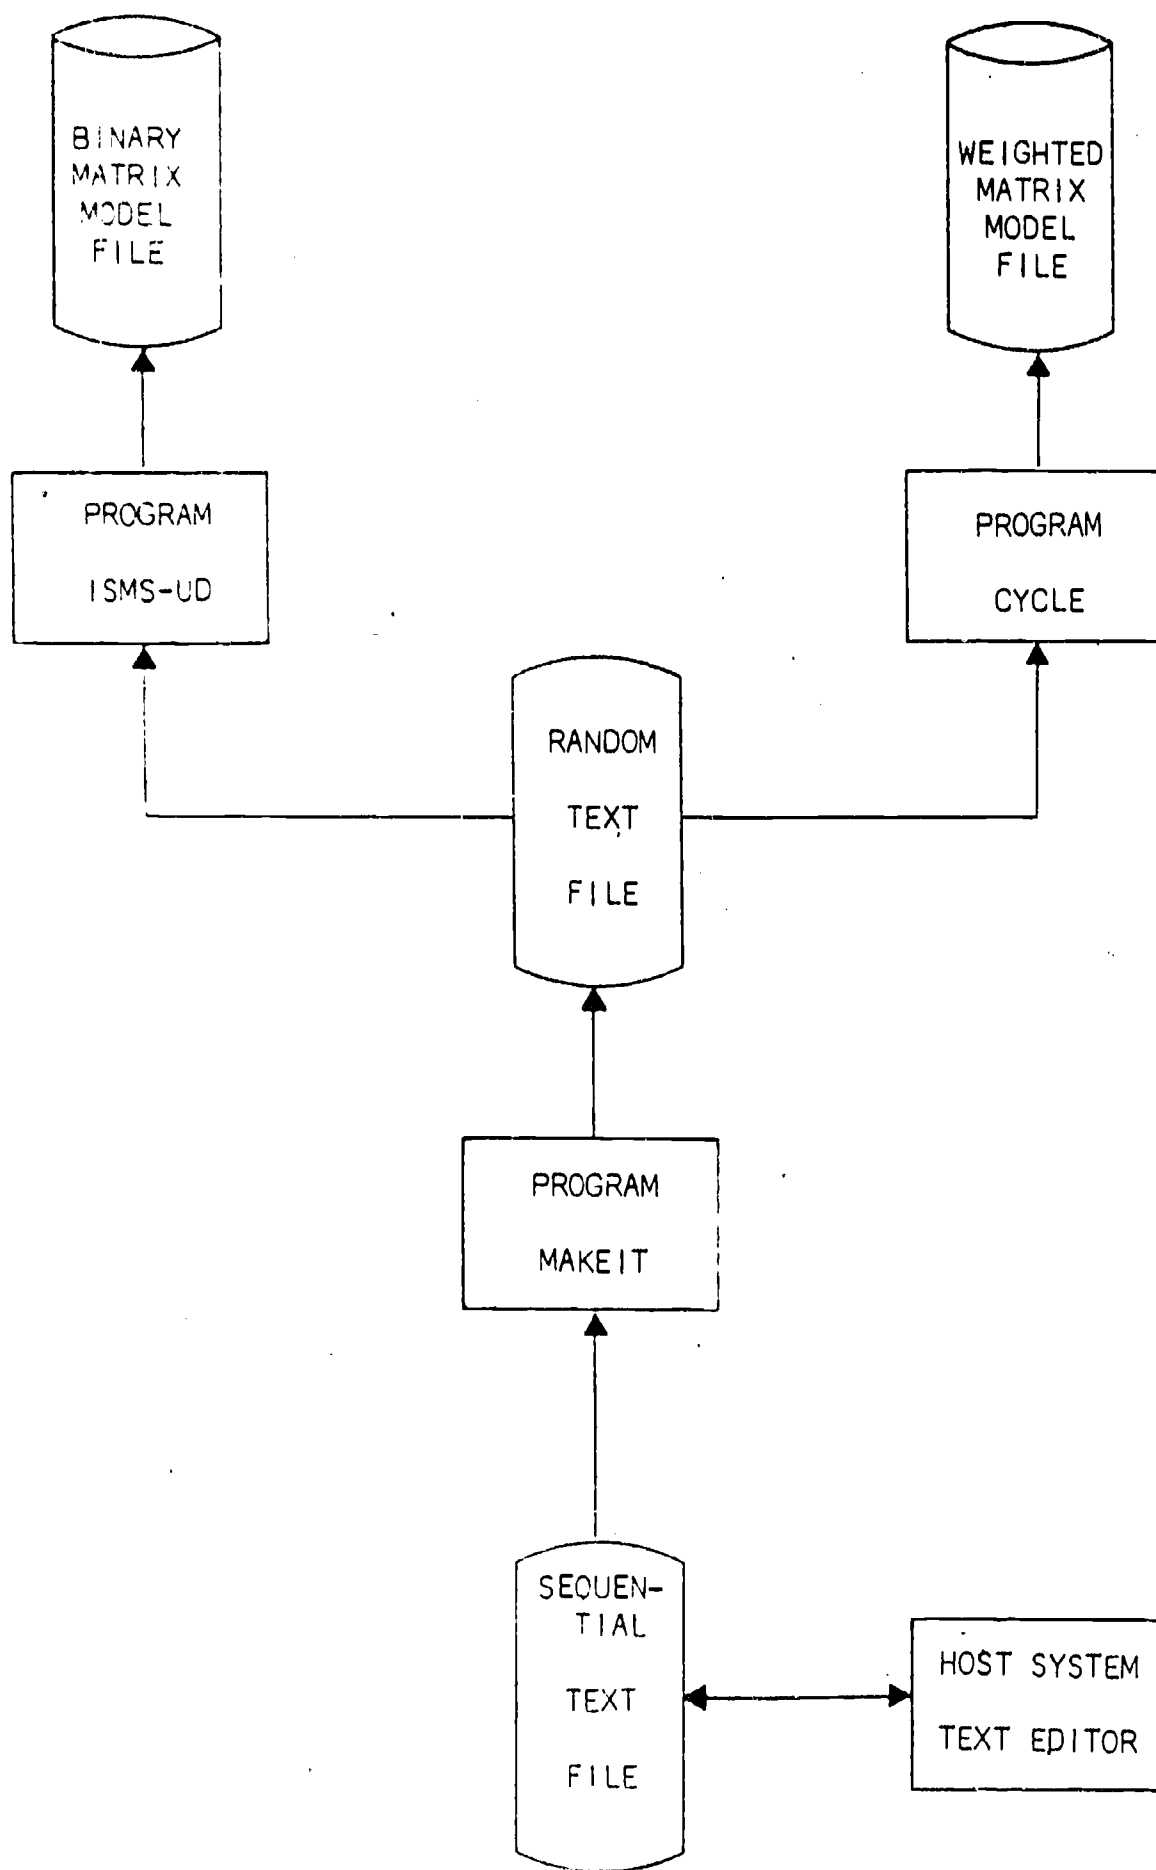 BINARY
MATRIX
MODEL
FILE
WEIGHTED
MATRIX
MODEL
FILE
PROGRAM
ISMS-UD
PROGRAM
CYCLE
RANDOM
TEXT
FILE
PROGRAM
MAKEIT
SEQUEN-
TIAL
TEXT
FILE
HOST SYSTEM
TEXT EDITOR